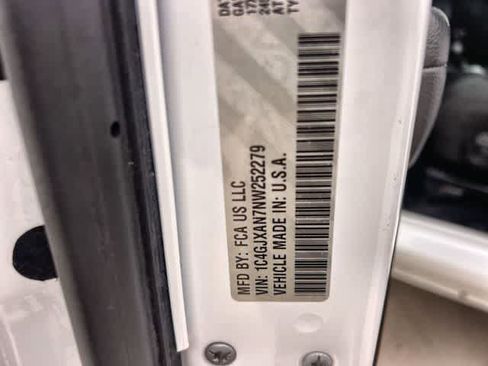 MFD BY: FCA US LLC
VIN: 1C4GJXAN7NW252279
VEHICLE MADE IN: U.S.A.